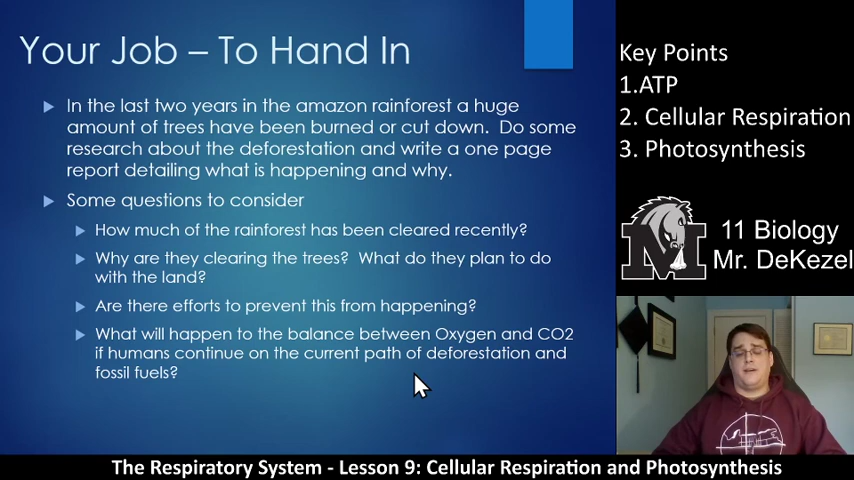 Your Job – To Hand In
In the last two years in the amazon rainforest a huge
amount of trees have been burned or cut down.  Do some
research about the deforestation and write a one page
report detailing what is happening and why.
Some questions to consider
How much of the rainforest has been cleared recently?
Why are they clearing the trees?  What do they plan to do
with the land?
Are there efforts to prevent this from happening?
What will happen to the balance between Oxygen and CO2
if humans continue on the current path of deforestation and
fossil fuels?
Key Points
1.ATP
2. Cellular Respiration
3. Photosynthesis
M
11 Biology
Mr. DeKezel
The Respiratory System - Lesson 9: Cellular Respiration and Photosynthesis